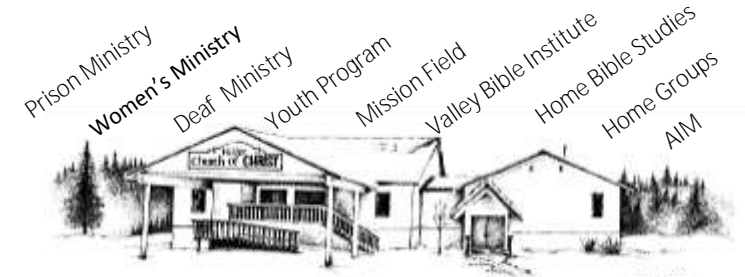 Prison Ministry
Women's Ministry
Deaf Ministry
Youth Program
Mission Field
Valley Bible Institute
Home Bible Studies
Home Groups
AIM
Church of CHRIST